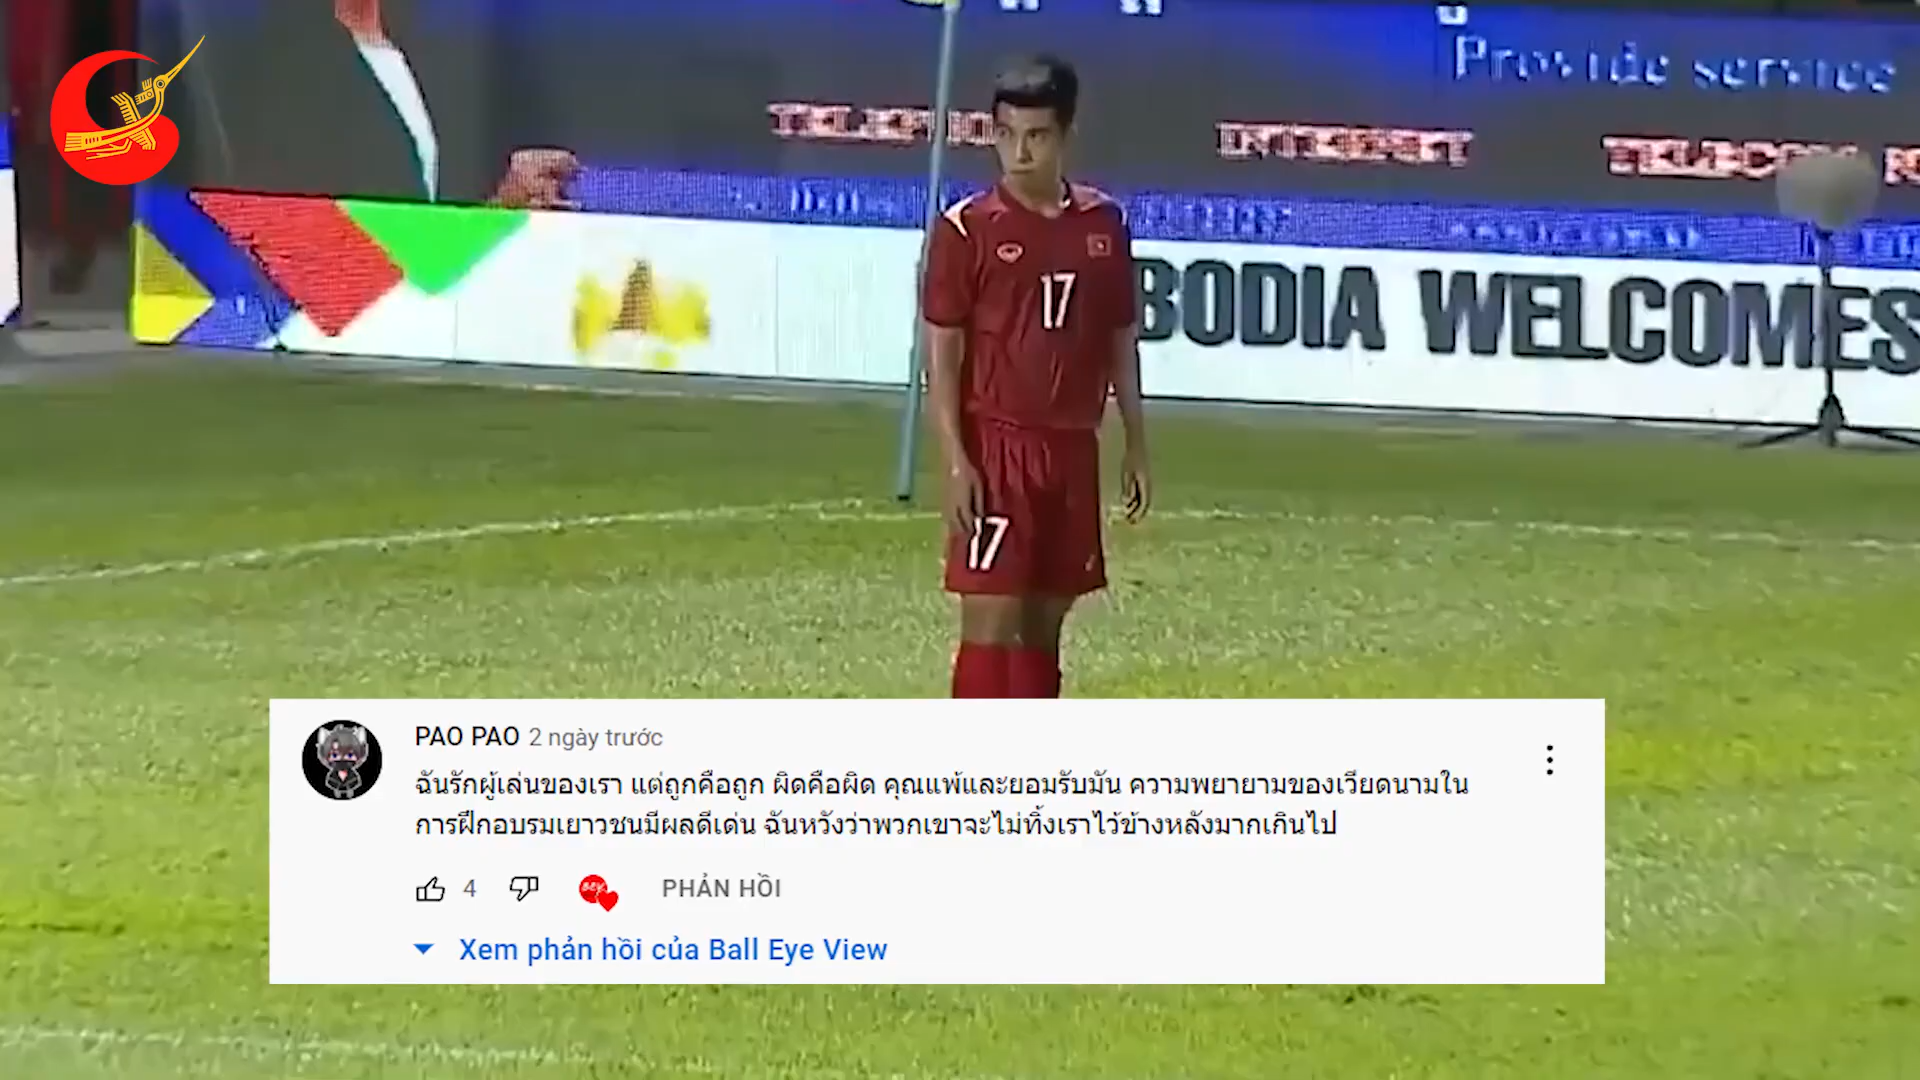 Provide service
INTERNET
17
BODIA WELCOMES
17
PAO PAO 2 ngày trước
ฉันรักผู้เล่นของเรา แต่ถูกคือถูก ผิดคือผิด คุณแพ้และยอมรับมัน ความพยายามของเวียดนามใน
การฝึกอบรมเยาวชนมีผลดีเด่น ฉันหวังว่าพวกเขาจะไม่ทิ้งเราไว้ข้างหลังมากเกินไป
4 BEV PHẢN HỒI
Xem phản hồi của Ball Eye View